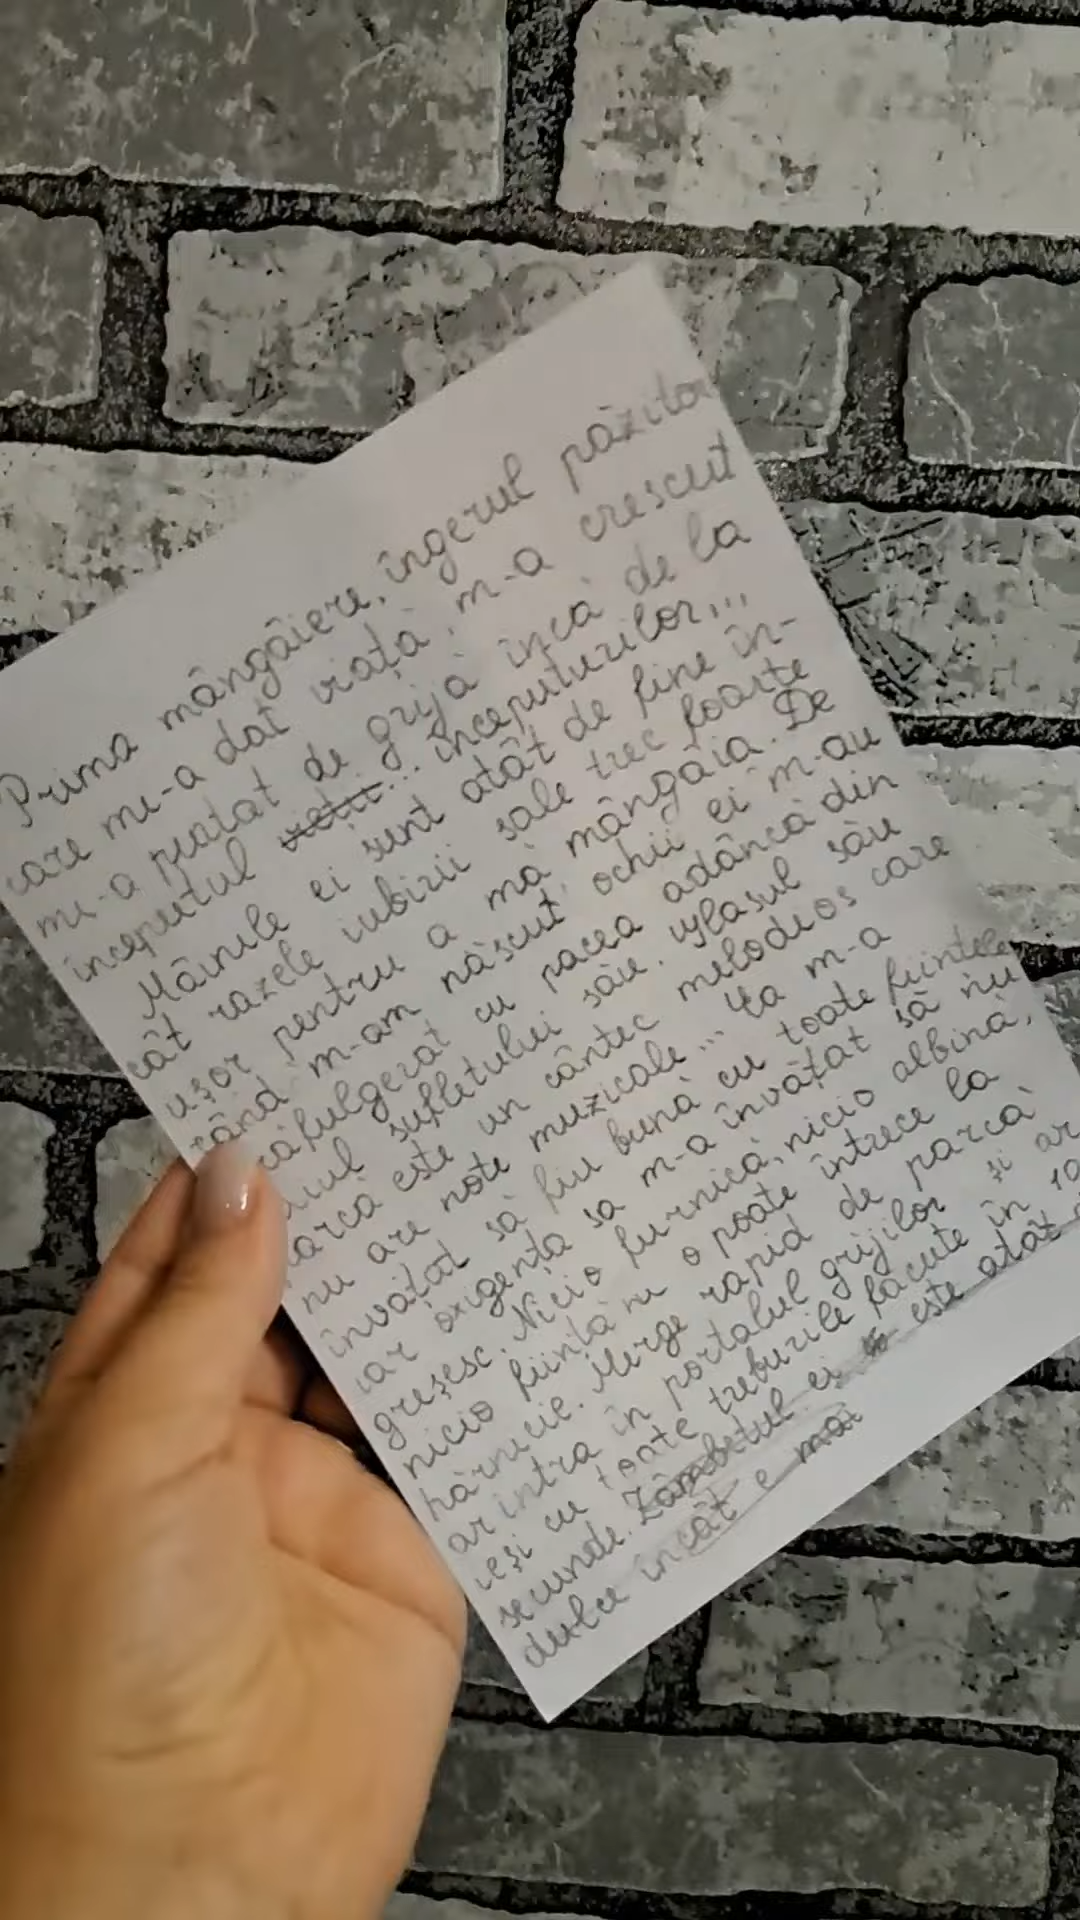 Prima mângâiere, îngerul păzitor
care mi-a dat viața, m-a crescut
mi-a purtat de grijă încă de la
începutul vieții... începuturilor...
Mâinile ei sunt atât de fine în-
cât razele iubirii sale trec foarte
ușor pentru a mă mângâia. De
când m-am născut, ochii ei m-au
căfulgerat cu pacea adâncă din
sufletului său. Glasul său
parcă este un cântec melodios care
nu are note muzicale... Ea m-a
învățat să fiu bună cu toate ființele
iar exigența sa m-a învățat să nu
greșesc. Nicio furnică, nicio albină,
nicio ființă nu o poate întrece la
hărnicie. Merge rapid de parcă
ar intra în portalul grijilor și ar
ieși cu toate treburile făcute în 10
secunde. Zâmbetul ei este atât
dulce încât e mai